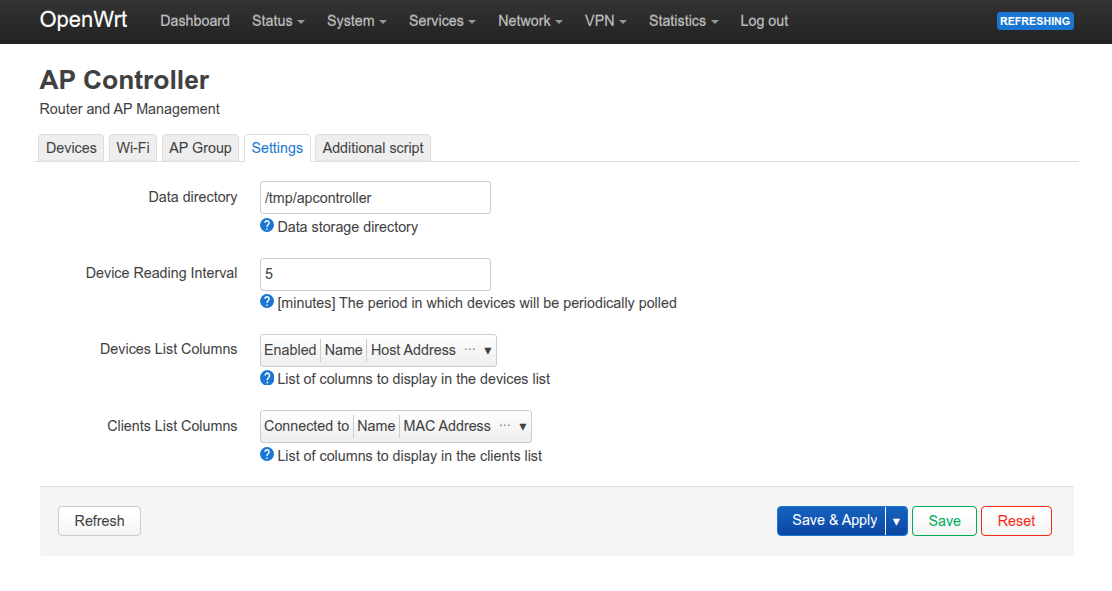 OpenWrt Dashboard Status System Services Network VPN Statistics Log out REFRESHING
AP Controller
Router and AP Management
Devices Wi-Fi AP Group Settings Additional script
Data directory /tmp/apcontroller
? Data storage directory
Device Reading Interval 5
? [minutes] The period in which devices will be periodically polled
Devices List Columns Enabled Name Host Address ··· ▾
? List of columns to display in the devices list
Clients List Columns Connected to Name MAC Address ··· ▾
? List of columns to display in the clients list
Refresh Save & Apply ▾ Save Reset